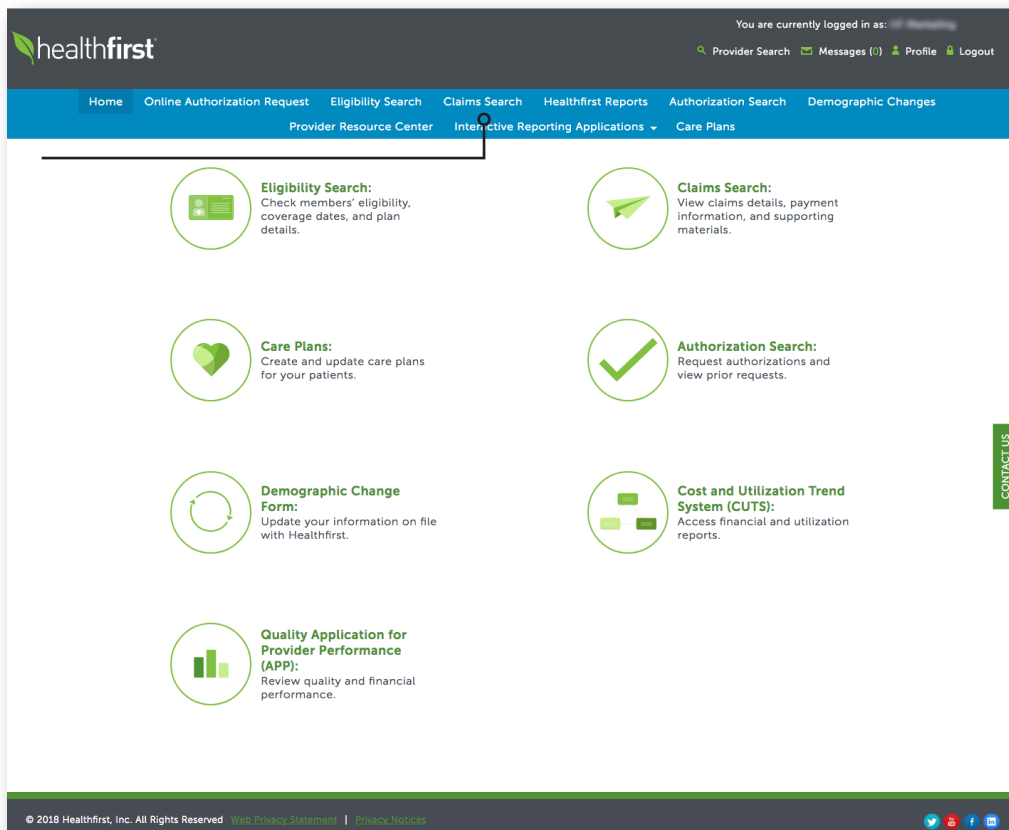 You are currently logged in as:
healthfirst
Provider Search Messages (0) Profile Logout
Home Online Authorization Request Eligibility Search Claims Search Healthfirst Reports Authorization Search Demographic Changes
Provider Resource Center Interactive Reporting Applications Care Plans
Eligibility Search:
Check members' eligibility,
coverage dates, and plan
details.
Claims Search:
View claims details, payment
information, and supporting
materials.
Care Plans:
Create and update care plans
for your patients.
Authorization Search:
Request authorizations and
view prior requests.
CONTACT US
Demographic Change
Form:
Update your information on file
with Healthfirst.
Cost and Utilization Trend
System (CUTS):
Access financial and utilization
reports.
Quality Application for
Provider Performance
(APP):
Review quality and financial
performance.
© 2018 Healthfirst, Inc. All Rights Reserved Web Privacy Statement | Privacy Notices